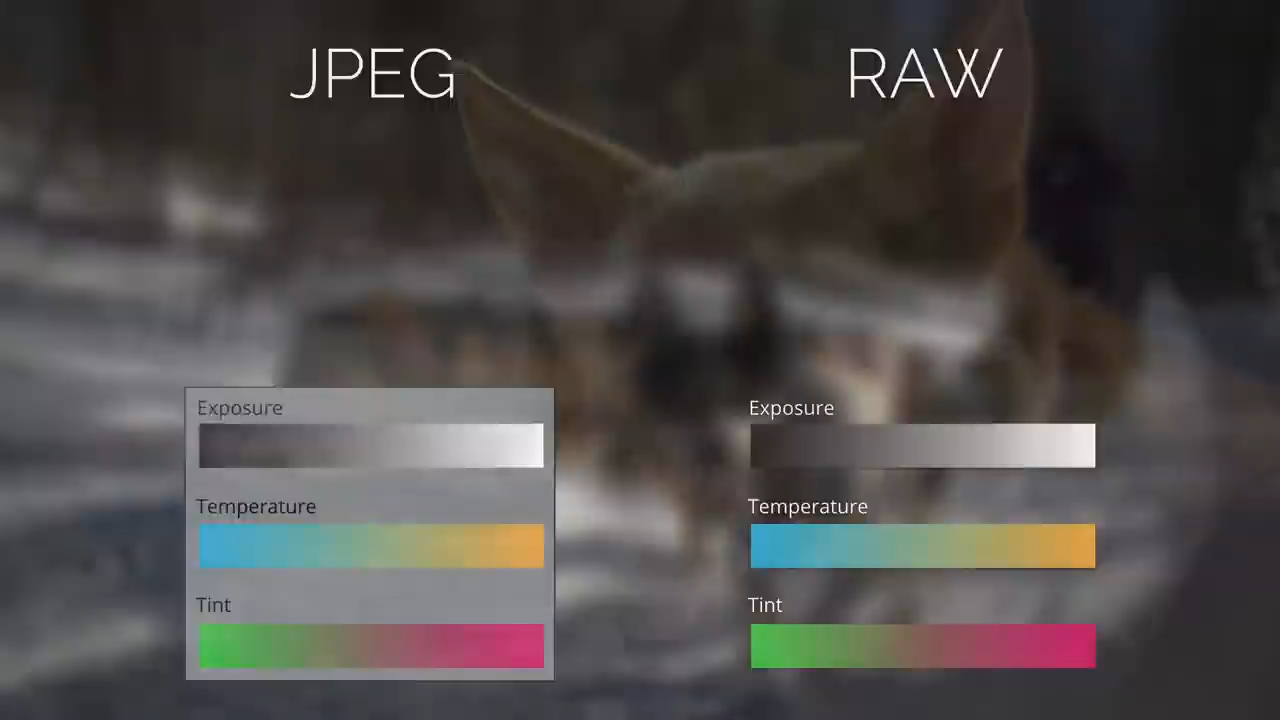 JPEG
RAW
Exposure
Temperature
Tint
Exposure
Temperature
Tint